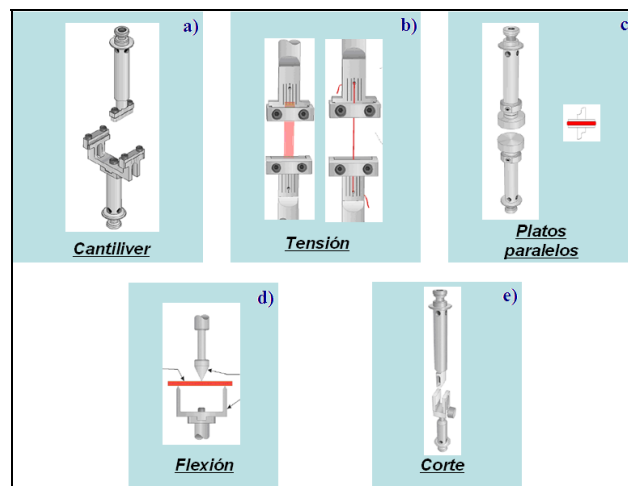 a)
Cantiliver
b)
Tensión
c)
Platos
paralelos
d)
Flexión
e)
Corte